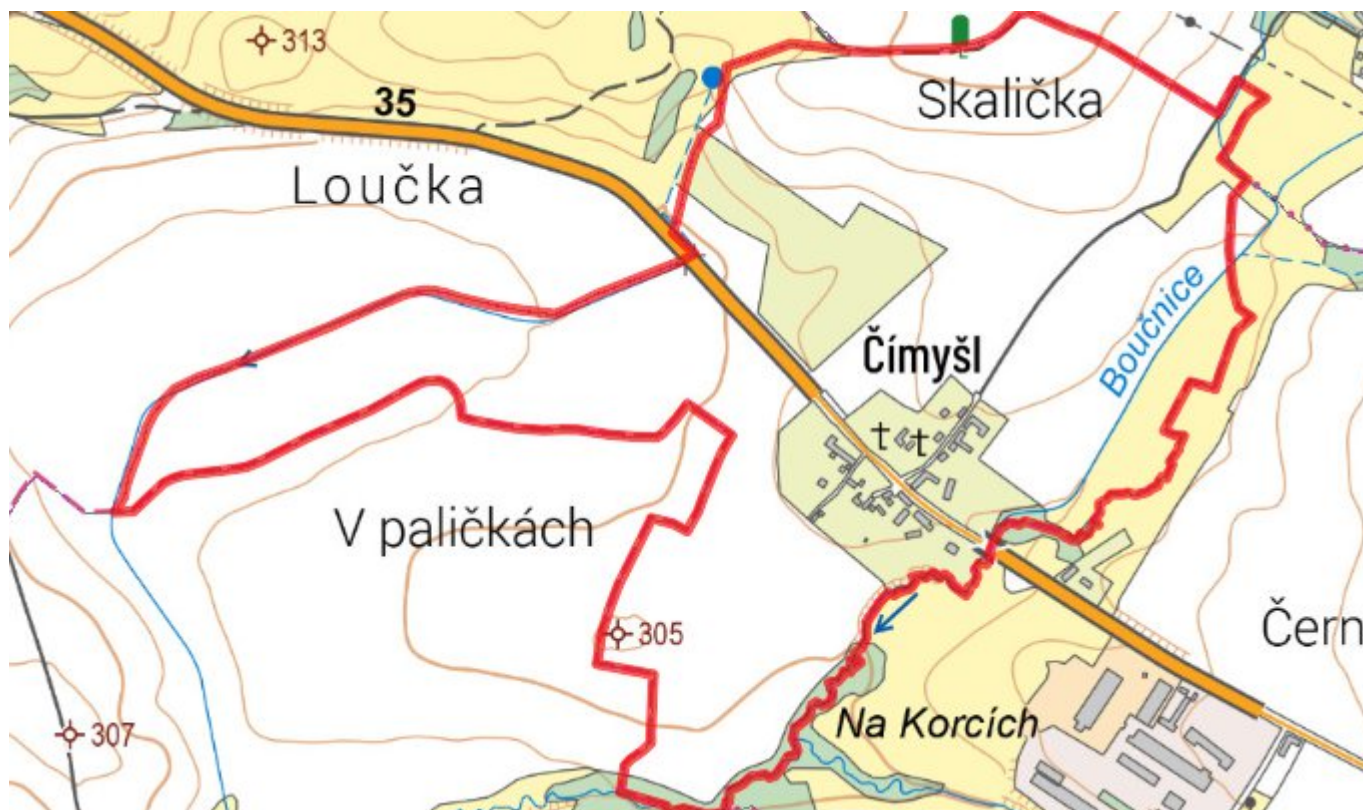 313
35
Skalička
Loučka
Boučnice
Čímyšl
V paličkách
305
Čern
Na Korcích
307